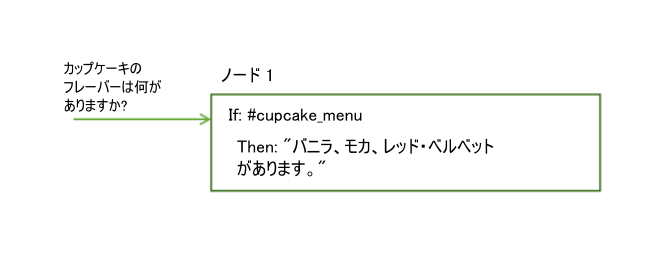 カップケーキの
フレーバーは何が
ありますか?
ノード 1
If: #cupcake_menu
Then: "バニラ、モカ、レッド・ベルベット
があります。"